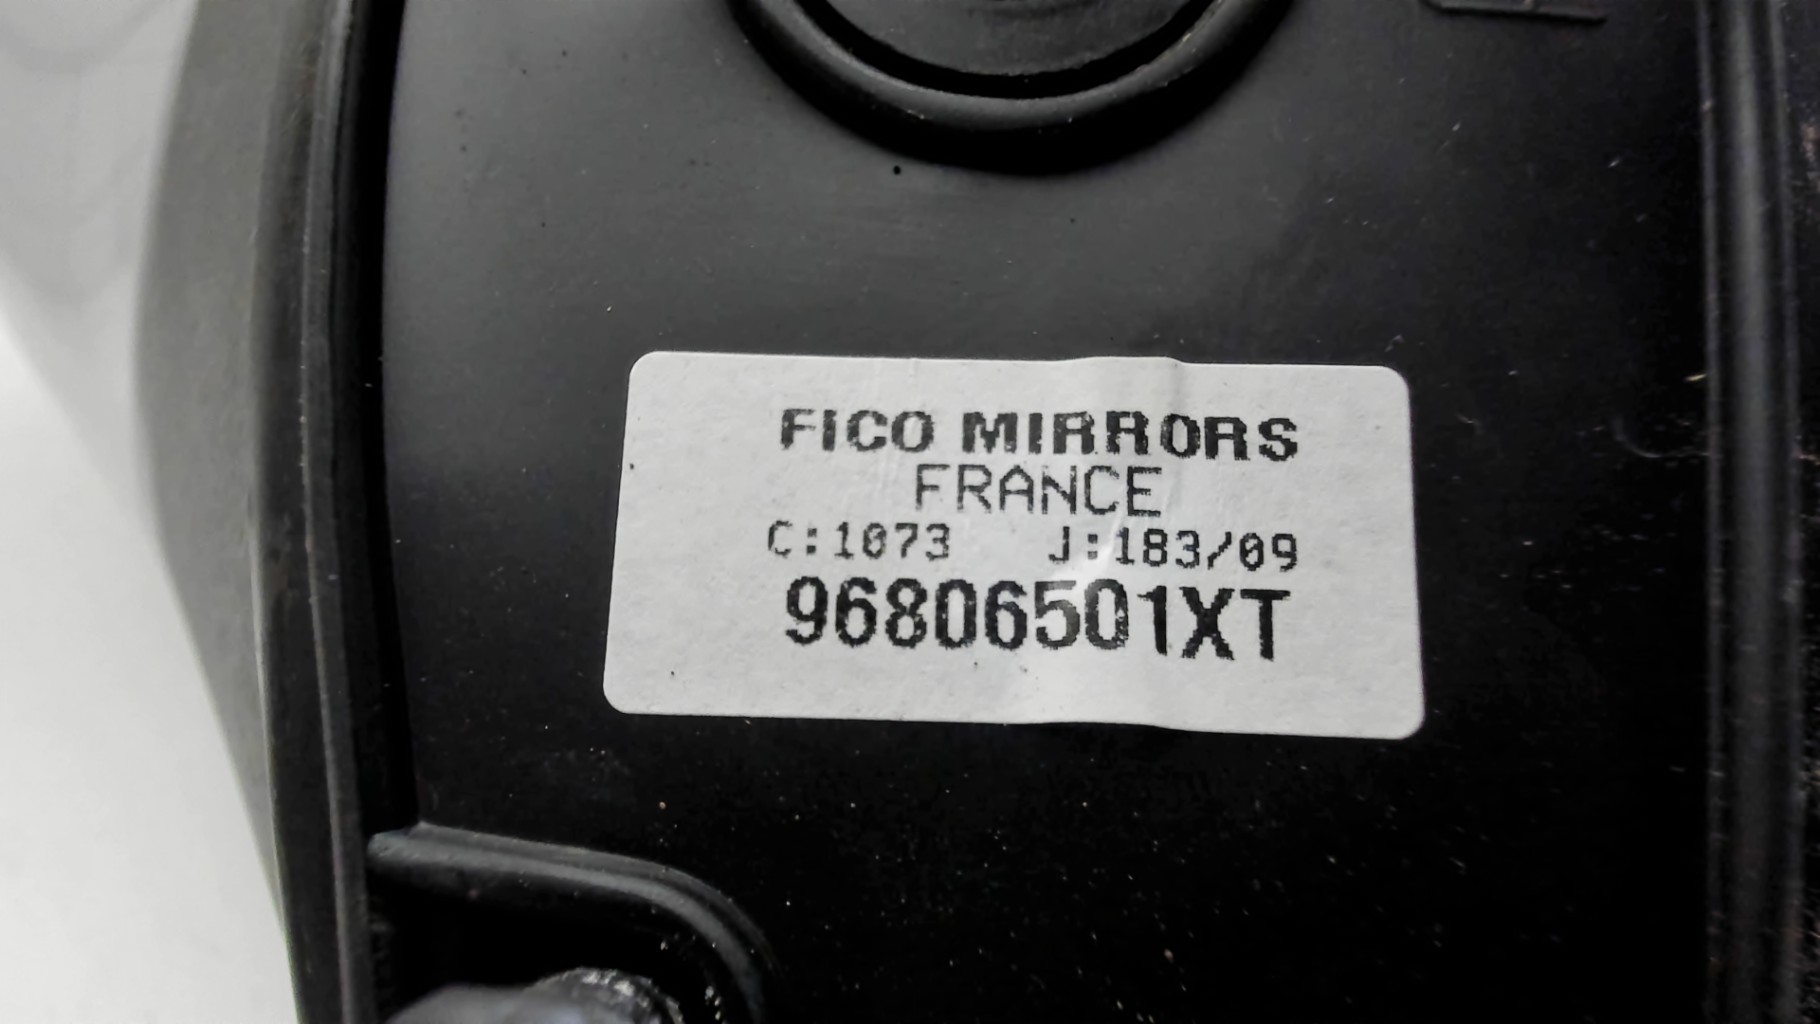 FICO MIRRORS
FRANCE
C:1073 J:183/09
96806501XT